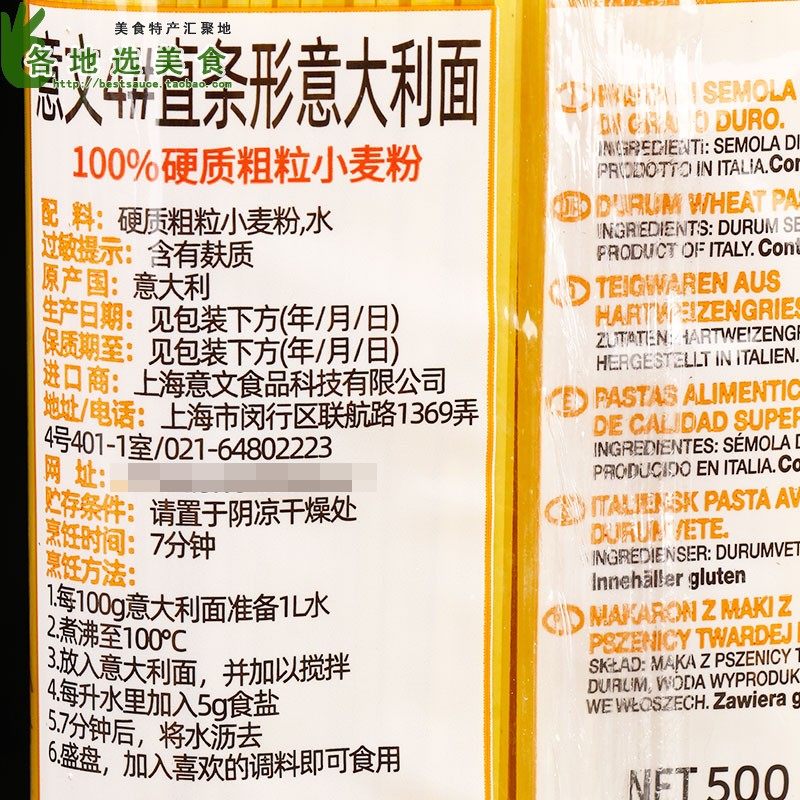 美食特产汇聚地
各地选美食
http://bestsauce.taobao.com
意文4#直条形意大利面
100%硬质粗粒小麦粉
配 料: 硬质粗粒小麦粉,水
过敏提示: 含有麸质
原产国: 意大利
生产日期: 见包装下方(年/月/日)
保质期至: 见包装下方(年/月/日)
进口商: 上海意文食品科技有限公司
地址/电话: 上海市闵行区联航路1369弄
4号401-1室/021-64802223
网 址:
贮存条件: 请置于阴凉干燥处
烹饪时间: 7分钟
烹饪方法:
1.每100g意大利面准备1L水
2.煮沸至100°C
3.放入意大利面，并加以搅拌
4.每升水里加入5g食盐
5.7分钟后，将水沥去
6.盛盘，加入喜欢的调料即可食用
SEMOLA
DI GRANO DURO.
INGREDIENTI: SEMOLA DI
PRODOTTO IN ITALIA. Con
DURUM WHEAT PA
INGREDIENTS: DURUM SE
PRODUCT OF ITALY. Cont
TEIGWAREN AUS
HARTWEIZENGRIES
ZUTATEN: HARTWEIZENGR
HERGESTELLT IN ITALIEN.
PASTAS ALIMENTIC
DE CALIDAD SUPER
INGREDIENTES: SÉMOLA D
PRODUCIDO EN ITALIA. Co
ITALIENSK PASTA AV
DURUMVETE.
INGREDIENSER: DURUMVET
Innehåller gluten
MAKARON Z MAKI Z
PSZENICY TWARDEJ
SKŁAD: MĄKA Z PSZENICY T
DURUM, WODA WYPRODUK
WE WŁOSZECH. Zawiera g
NET 500